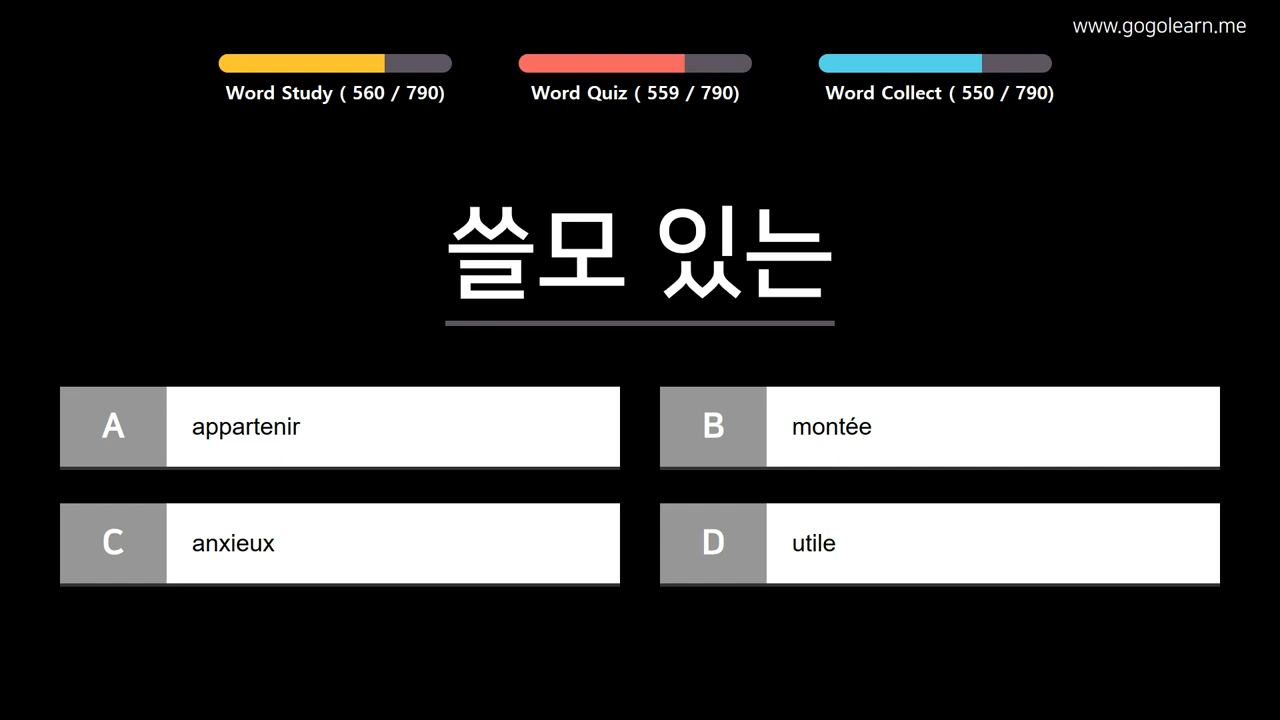 www.gogolearn.me
Word Study ( 560 / 790)
Word Quiz ( 559 / 790)
Word Collect ( 550 / 790)
쓸모 있는
A
appartenir
B
montée
C
anxieux
D
utile